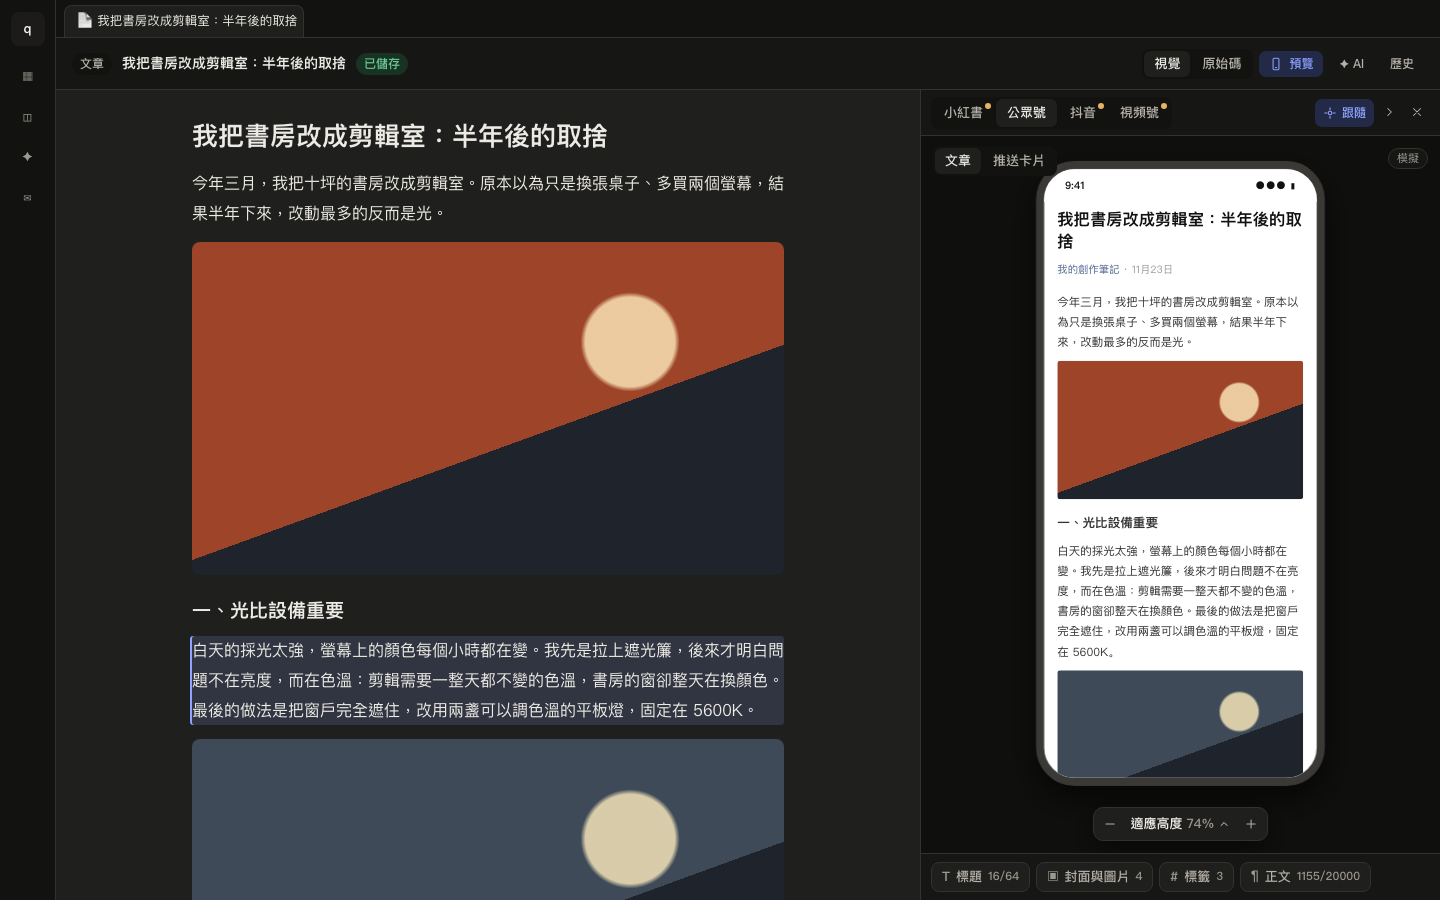 q
我把書房改成剪輯室：半年後的取捨
文章
我把書房改成剪輯室：半年後的取捨
已儲存
視覺
原始碼
預覽
AI
歷史
我把書房改成剪輯室：半年後的取捨
今年三月，我把十坪的書房改成剪輯室。原本以為只是換張桌子、多買兩個螢幕，結
果半年下來，改動最多的反而是光。
一、光比設備重要
白天的採光太強，螢幕上的顏色每個小時都在變。我先是拉上遮光簾，後來才明白問
題不在亮度，而在色溫：剪輯需要一整天都不變的色溫，書房的窗卻整天在換顏色。
最後的做法是把窗戶完全遮住，改用兩盞可以調色溫的平板燈，固定在 5600K。
小紅書
公眾號
抖音
視頻號
跟隨
文章
推送卡片
模擬
9:41
我把書房改成剪輯室：半年後的取
捨
我的創作筆記 · 11月23日
今年三月，我把十坪的書房改成剪輯室。原本以
為只是換張桌子、多買兩個螢幕，結果半年下
來，改動最多的反而是光。
一、光比設備重要
白天的採光太強，螢幕上的顏色每個小時都在
變。我先是拉上遮光簾，後來才明白問題不在亮
度，而在色溫：剪輯需要一整天都不變的色溫，
書房的窗卻整天在換顏色。最後的做法是把窗戶
完全遮住，改用兩盞可以調色溫的平板燈，固定
在 5600K。
適應高度 74%
T 標題 16/64
封面與圖片 4
# 標籤 3
¶ 正文 1155/20000